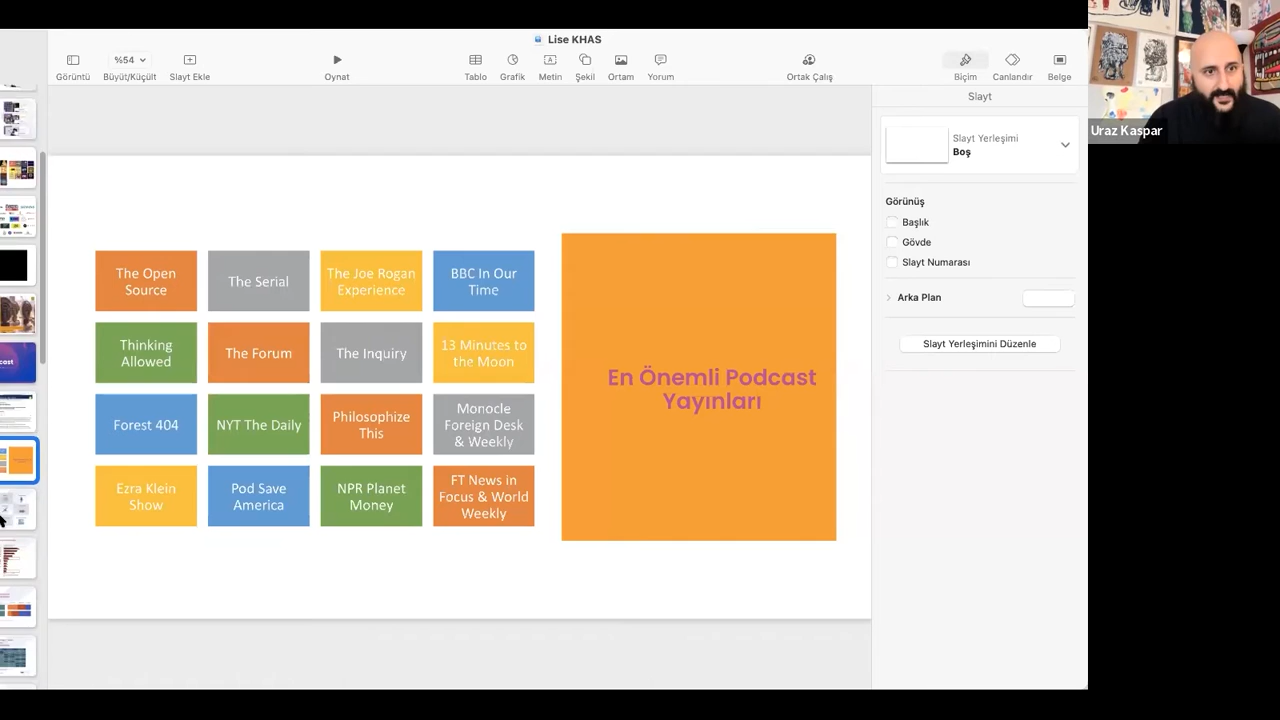 Lise KHAS
%54
Görüntü
Büyüt/Küçült
Slayt Ekle
Oynat
Tablo
Grafik
Metin
Şekil
Ortam
Yorum
Ortak Çalış
Biçim
Canlandır
Belge
Uraz Kaspar
Slayt
Slayt Yerleşimi
Boş
Görünüş
Başlık
Gövde
Slayt Numarası
Arka Plan
Slayt Yerleşimini Düzenle
The Open
Source
The Serial
The Joe Rogan
Experience
BBC In Our
Time
Thinking
Allowed
The Forum
The Inquiry
13 Minutes to
the Moon
Forest 404
NYT The Daily
Philosophize
This
Monocle
Foreign Desk
& Weekly
Ezra Klein
Show
Pod Save
America
NPR Planet
Money
FT News in
Focus & World
Weekly
En Önemli Podcast
Yayınları